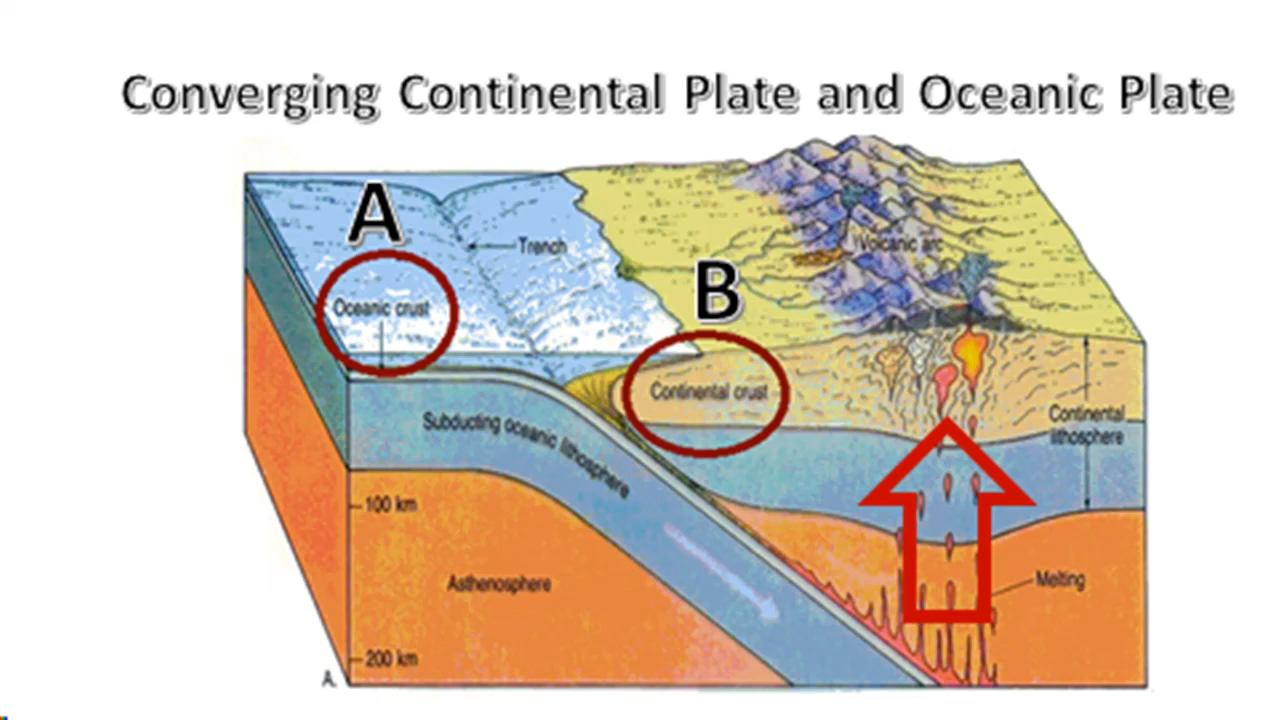 Converging Continental Plate and Oceanic Plate
A
Trench
Volcanic arc
B
Oceanic crust
Continental crust
Continental
lithosphere
Subducting oceanic lithosphere
100 km
Asthenosphere
Melting
200 km
A.